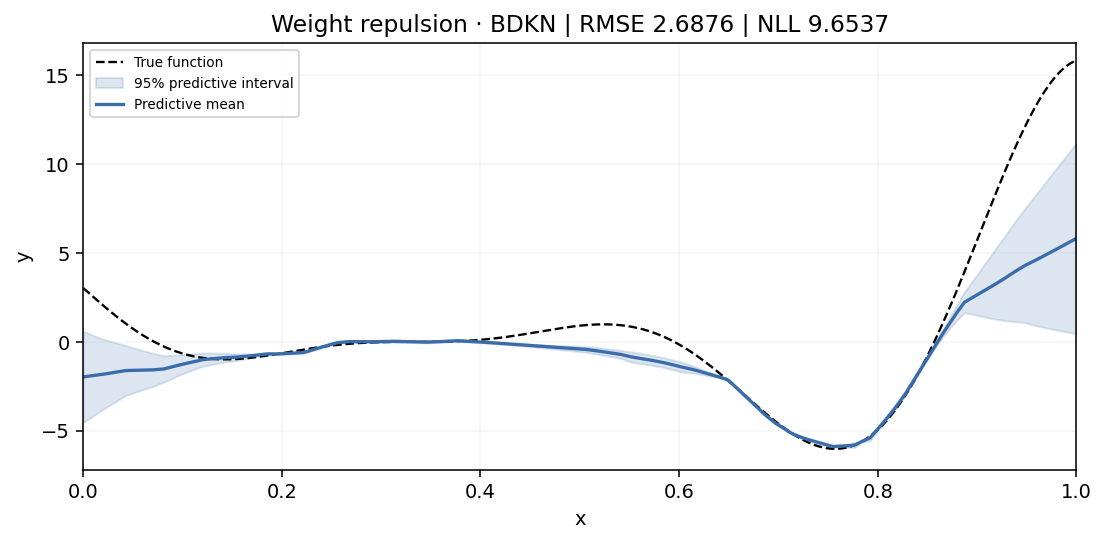 Weight repulsion · BDKN | RMSE 2.6876 | NLL 9.6537
True function
95% predictive interval
Predictive mean
15
10
5
0
−5
y
0.0 0.2 0.4 0.6 0.8 1.0
x